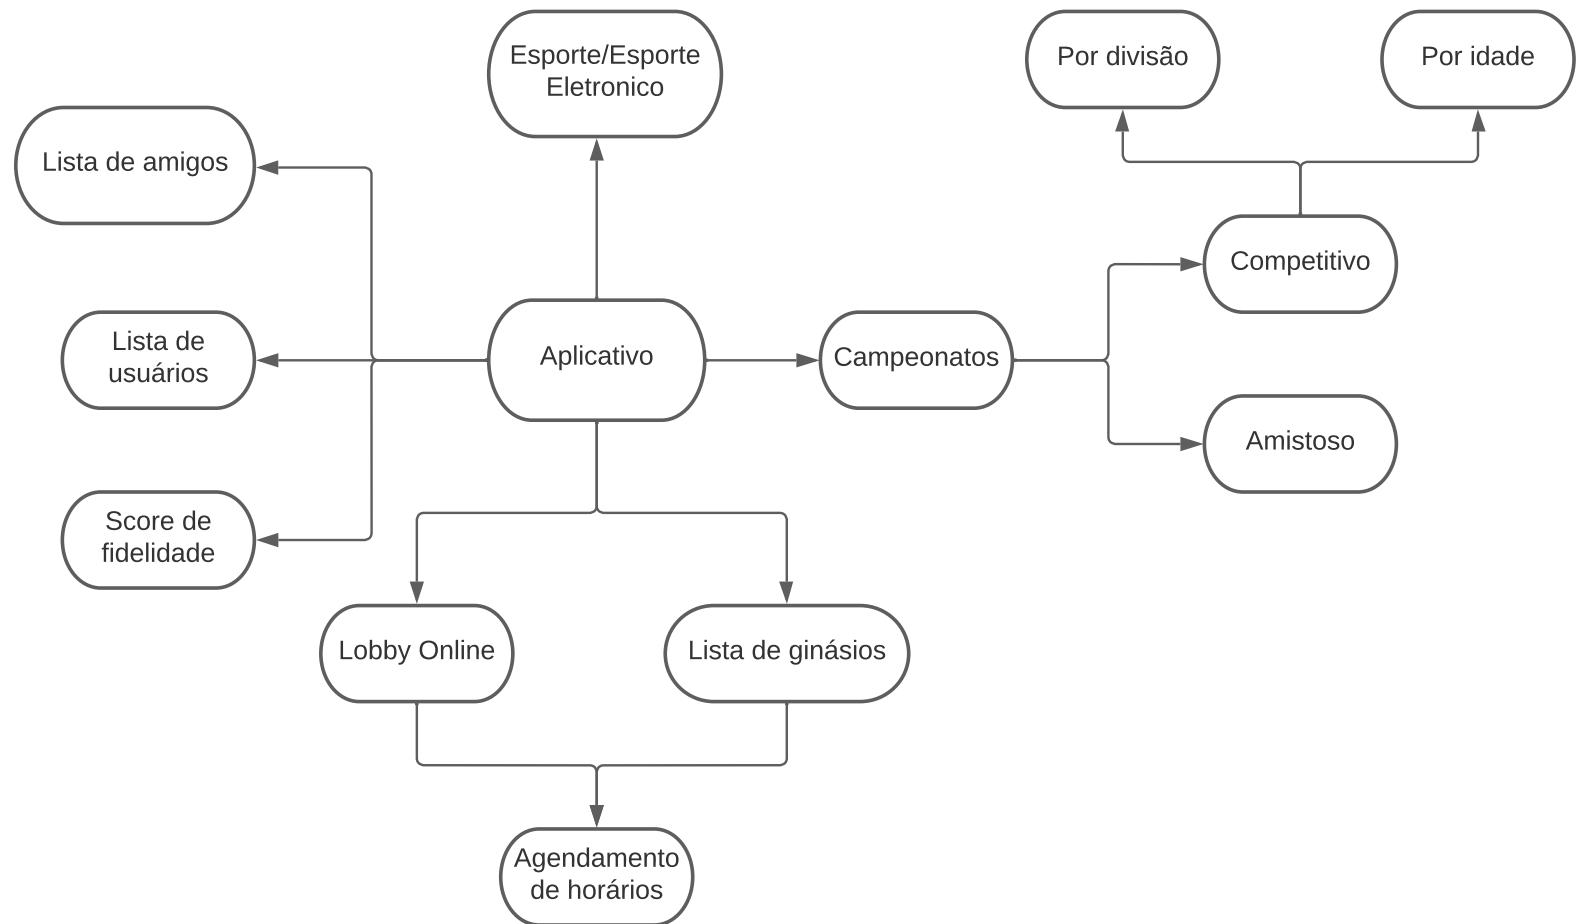 Esporte/Esporte
Eletronico
Por divisão
Por idade
Lista de amigos
Competitivo
Lista de
usuários
Aplicativo
Campeonatos
Amistoso
Score de
fidelidade
Lobby Online
Lista de ginásios
Agendamento
de horários